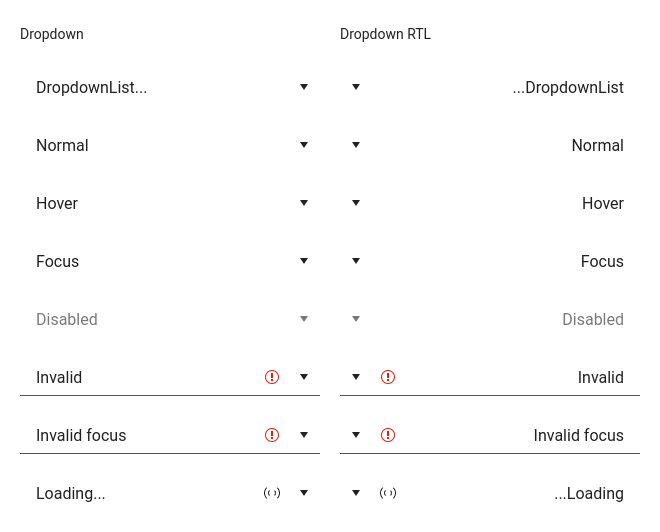 Dropdown
Dropdown RTL
DropdownList...
...DropdownList
Normal
Normal
Hover
Hover
Focus
Focus
Disabled
Disabled
Invalid
Invalid
Invalid focus
Invalid focus
Loading...
...Loading